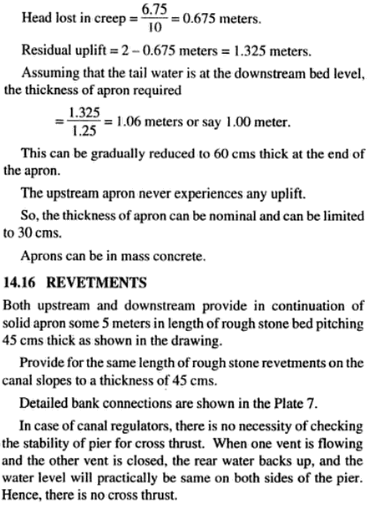 Head lost in creep = 6.75/10 = 0.675 meters.
Residual uplift = 2 – 0.675 meters = 1.325 meters.
Assuming that the tail water is at the downstream bed level,
the thickness of apron required
= 1.325/1.25 = 1.06 meters or say 1.00 meter.
This can be gradually reduced to 60 cms thick at the end of
the apron.
The upstream apron never experiences any uplift.
So, the thickness of apron can be nominal and can be limited
to 30 cms.
Aprons can be in mass concrete.
14.16 REVETMENTS
Both upstream and downstream provide in continuation of
solid apron some 5 meters in length of rough stone bed pitching
45 cms thick as shown in the drawing.
Provide for the same length of rough stone revetments on the
canal slopes to a thickness of 45 cms.
Detailed bank connections are shown in the Plate 7.
In case of canal regulators, there is no necessity of checking
the stability of pier for cross thrust. When one vent is flowing
and the other vent is closed, the rear water backs up, and the
water level will practically be same on both sides of the pier.
Hence, there is no cross thrust.